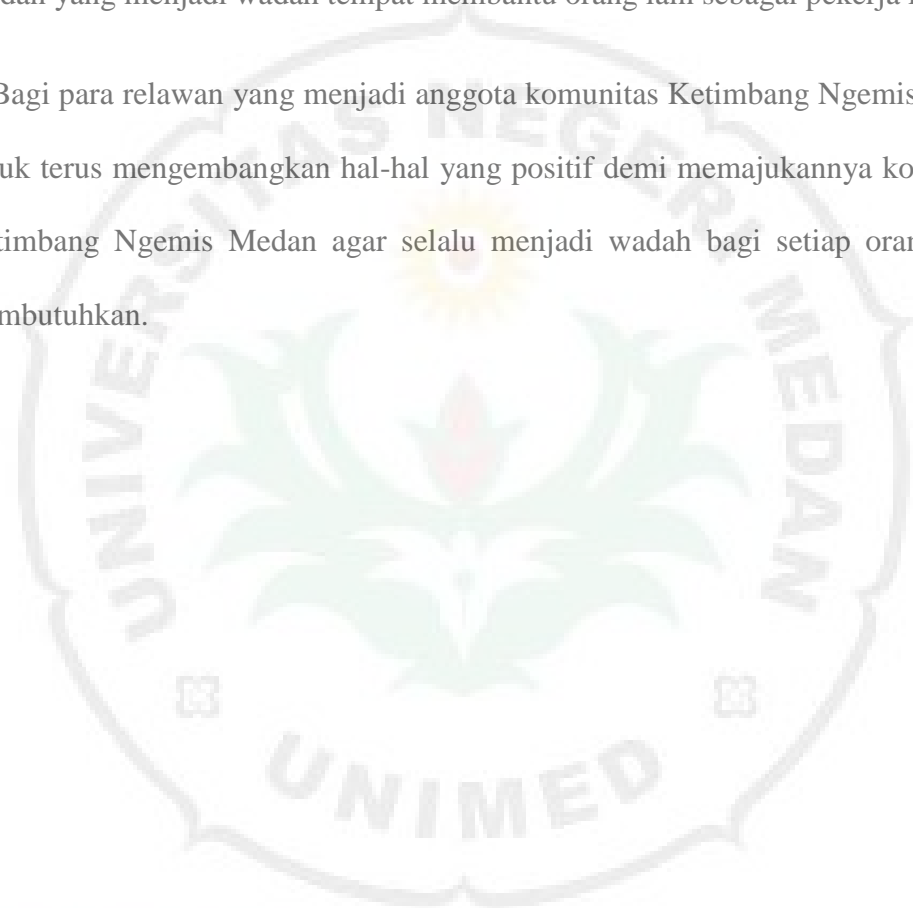 dan yang menjadi wadah tempat membantu orang lain sebagai pekerja
Bagi para relawan yang menjadi anggota komunitas Ketimbang Ngemis
uk terus mengembangkan hal-hal yang positif demi memajukannya ko
timbang Ngemis Medan agar selalu menjadi wadah bagi setiap oran
mbutuhkan.
UNIVERSITAS NEGERI MEDAN
UNIMED